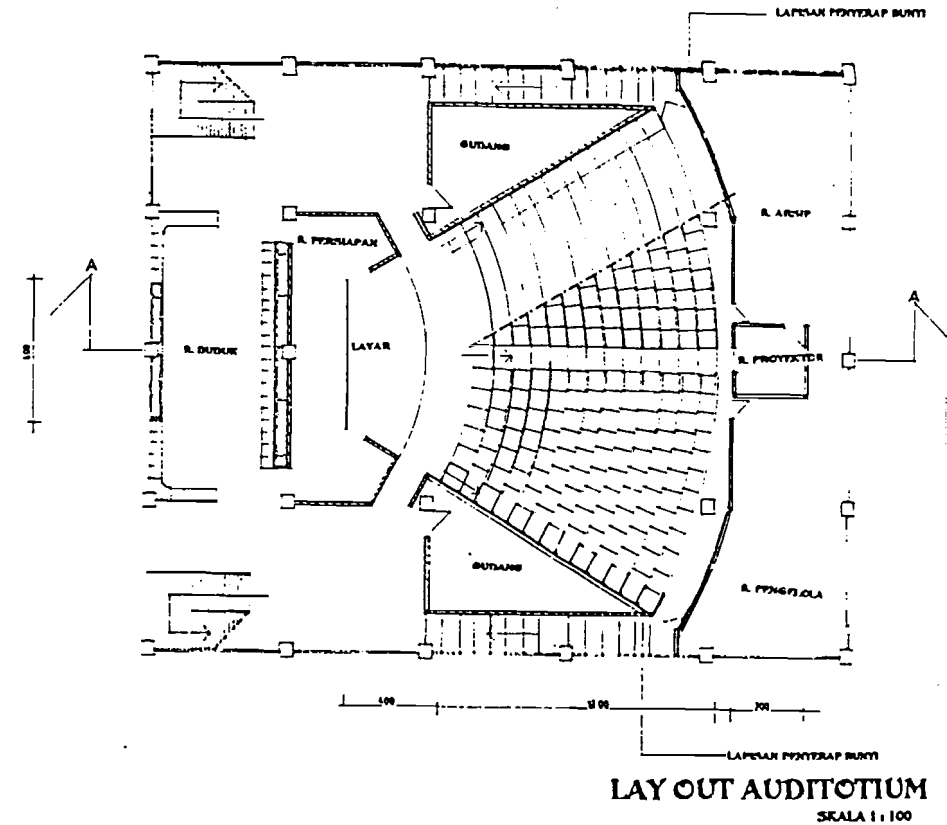 LAPISAN PENYERAP BUNYI
GUDANG
R. ARSIP
R. PERSIAPAN
A
A
R. DUDUK
LAYAR
R. PROYEKTOR
GUDANG
R. PENGELOLA
LAPISAN PENYERAP BUNYI
LAY OUT AUDITOTIUM
SKALA 1 : 100